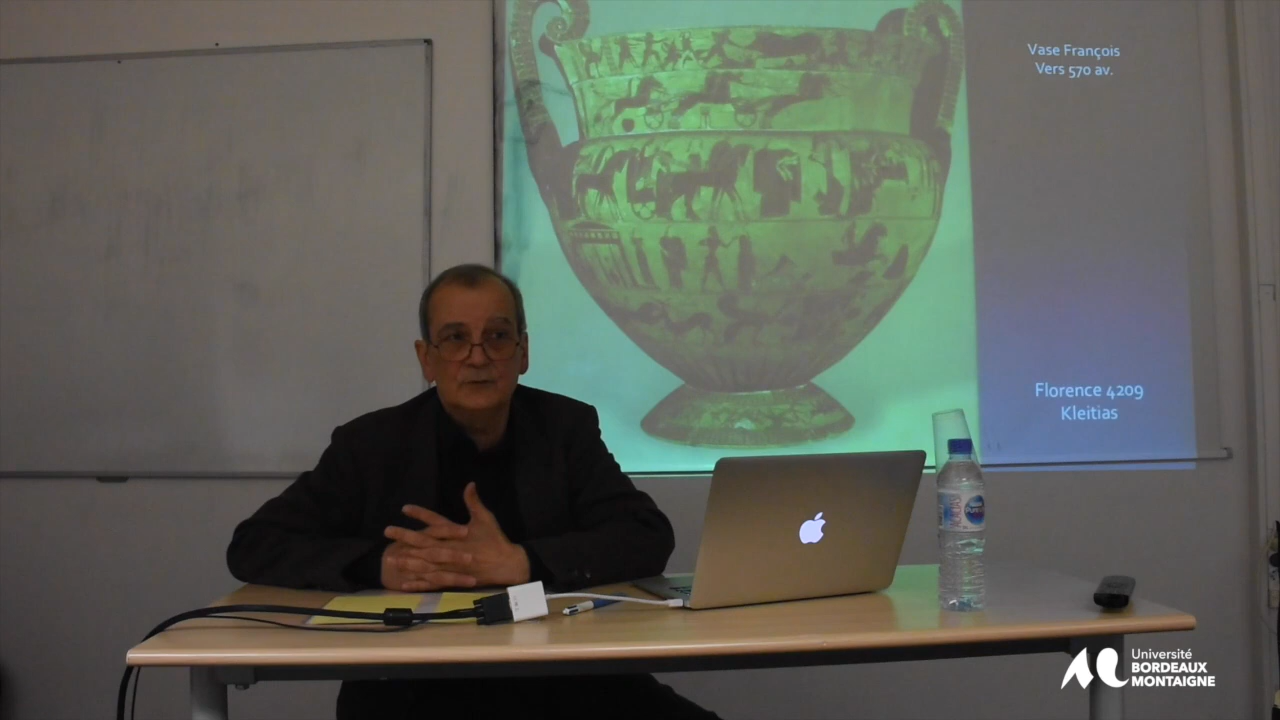 Vase François
Vers 570 av.
Florence 4209
Kleitias
Université
BORDEAUX
MONTAIGNE